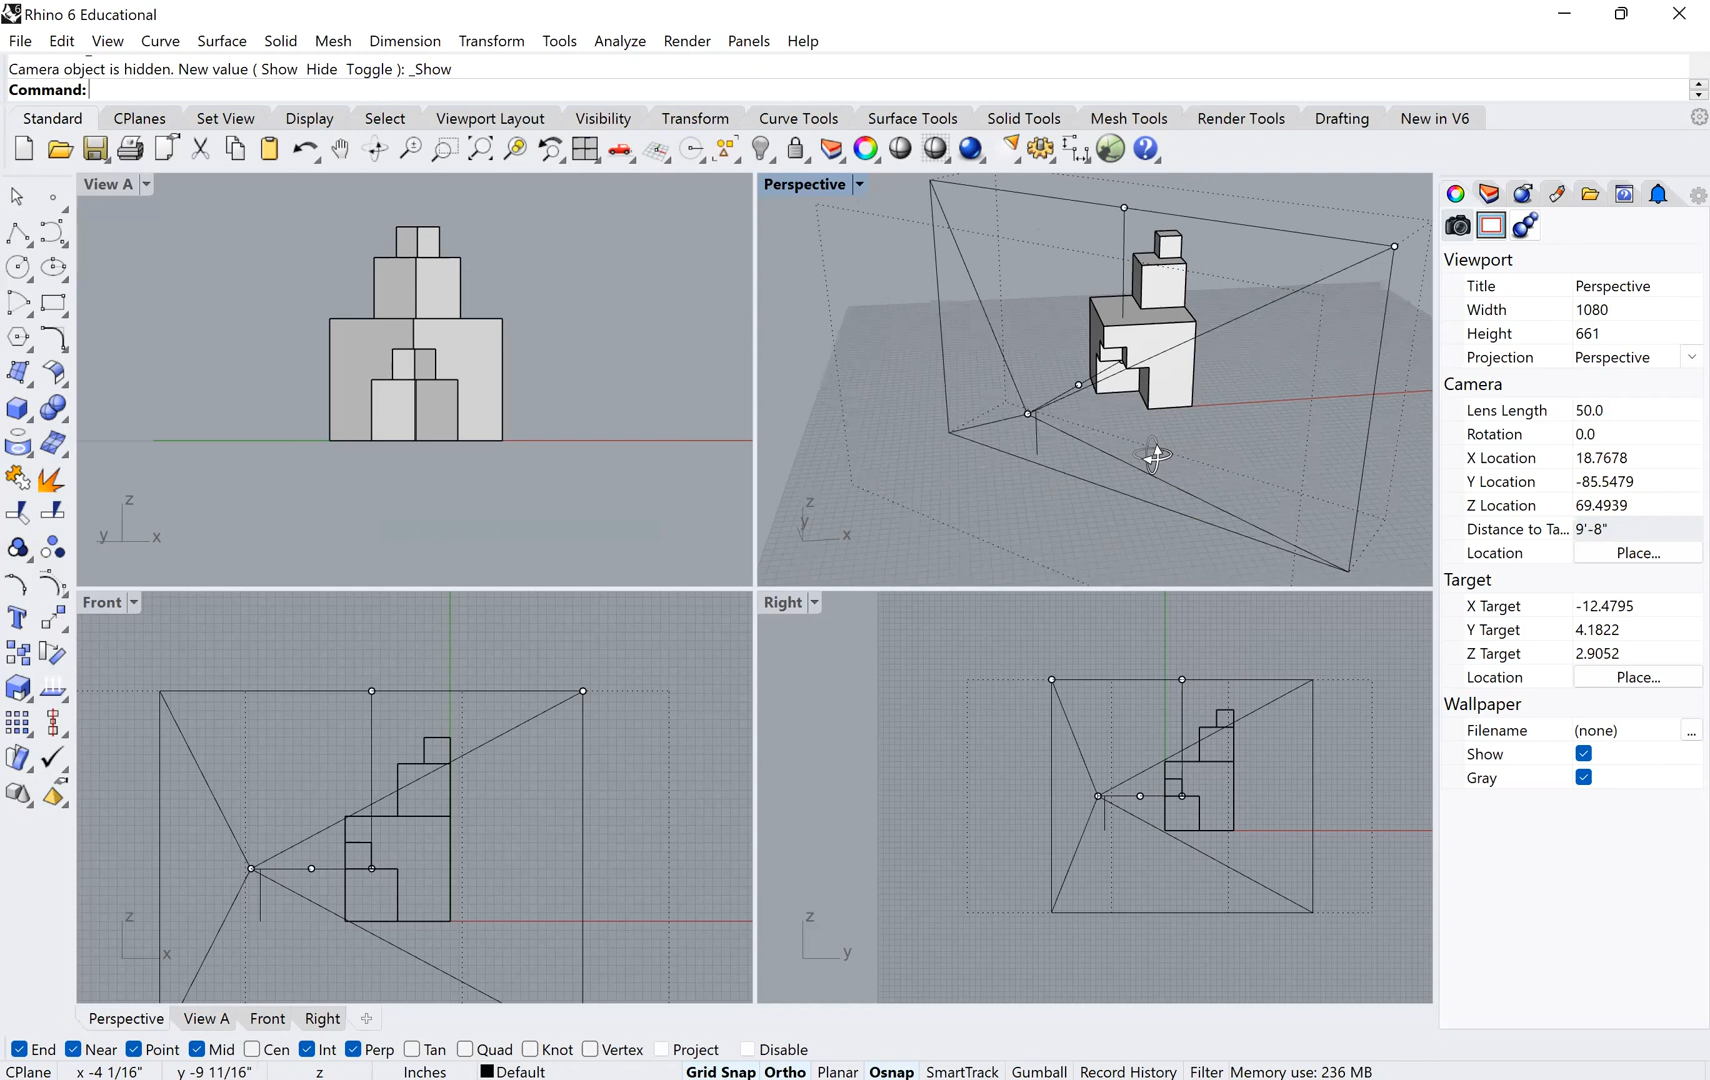 Rhino 6 Educational
File Edit View Curve Surface Solid Mesh Dimension Transform Tools Analyze Render Panels Help
Camera object is hidden. New value ( Show Hide Toggle ): _Show
Command:
Standard CPlanes Set View Display Select Viewport Layout Visibility Transform Curve Tools Surface Tools Solid Tools Mesh Tools Render Tools Drafting New in V6
View A
Perspective
Viewport
Title Perspective
Width 1080
Height 661
Projection Perspective
Camera
Lens Length 50.0
Rotation 0.0
X Location 18.7678
Y Location -85.5479
Z Location 69.4939
Distance to Ta... 9'-8"
Location Place...
Target
X Target -12.4795
Y Target 4.1822
Z Target 2.9052
Location Place...
Wallpaper
Filename (none) ...
Show
Gray
z
y x
z
y
x
Front
Right
z
x
z
y
Perspective View A Front Right
End Near Point Mid Cen Int Perp Tan Quad Knot Vertex Project Disable
CPlane x -4 1/16" y -9 11/16" z Inches Default Grid Snap Ortho Planar Osnap SmartTrack Gumball Record History Filter Memory use: 236 MB